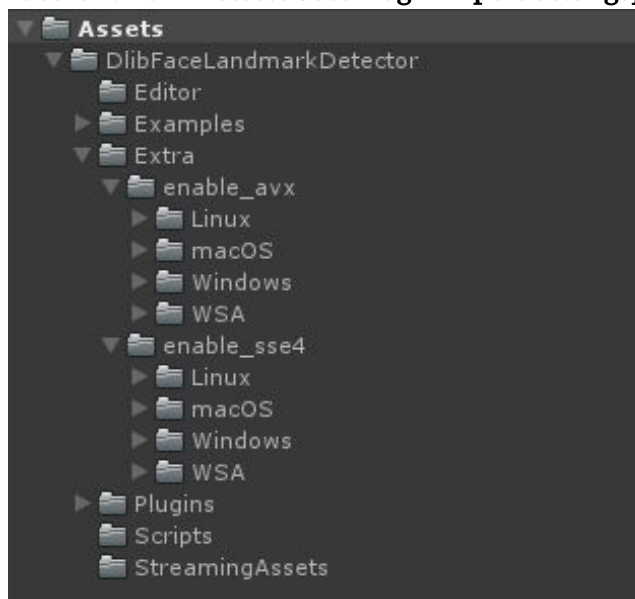 Assets
DlibFaceLandmarkDetector
Editor
Examples
Extra
enable_avx
Linux
macOS
Windows
WSA
enable_sse4
Linux
macOS
Windows
WSA
Plugins
Scripts
StreamingAssets